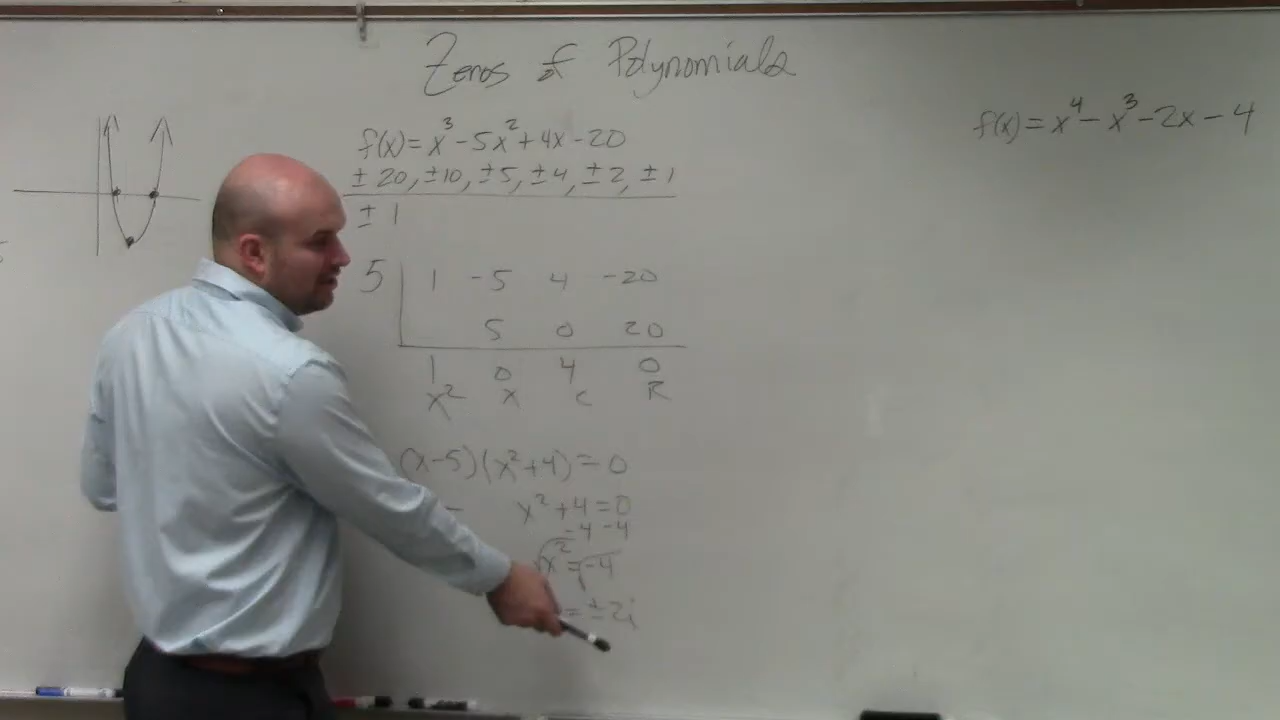 Zeros of Polynomials
f(x) = x³ - 5x² + 4x - 20
± 20, ±10, ±5, ±4, ±2, ±1
± 1
5 | 1 -5 4 -20
5 0 20
1 0 4 0
x² x c R
(x-5)(x²+4) = 0
x² + 4 = 0
-4 -4
√x² = √-4
= ±2i
f(x) = x⁴ - x³ - 2x - 4